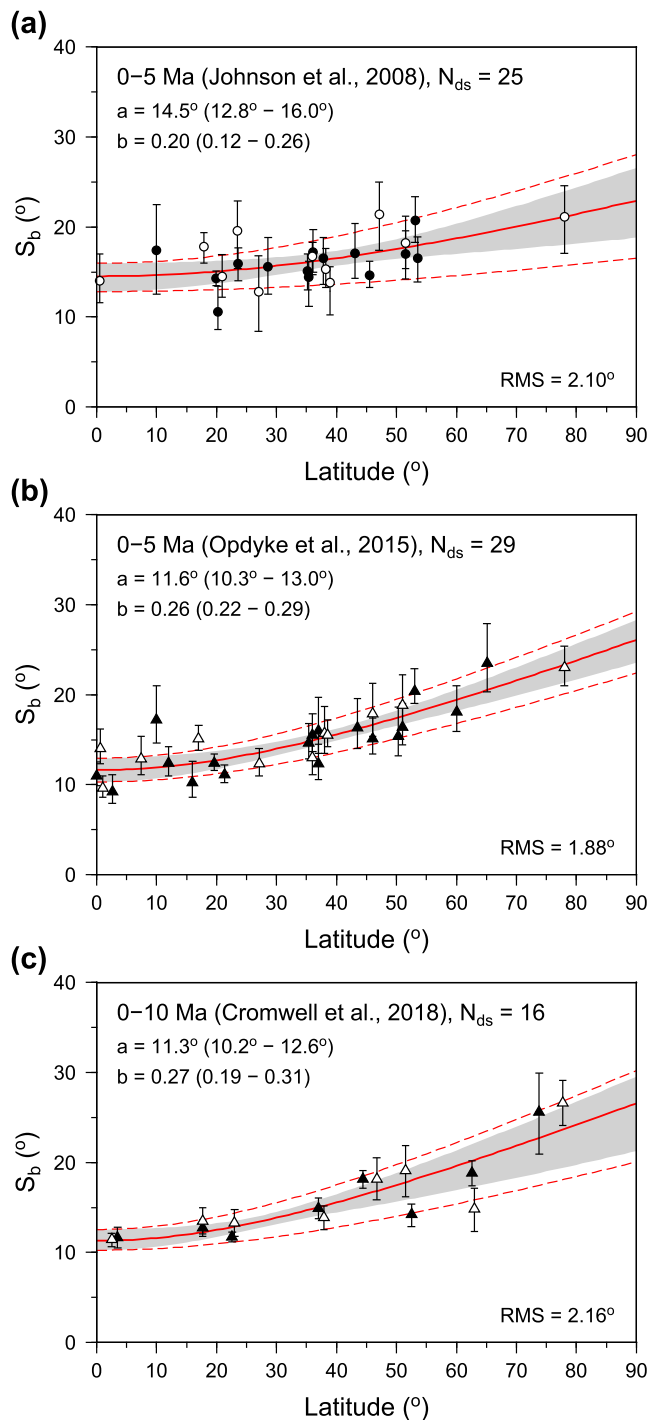 (a)
0−5 Ma (Johnson et al., 2008), Nds = 25
a = 14.5° (12.8° − 16.0°)
b = 0.20 (0.12 − 0.26)
RMS = 2.10°
Sb (°)
40
30
20
10
0
0 10 20 30 40 50 60 70 80 90
Latitude (°)
(b)
0−5 Ma (Opdyke et al., 2015), Nds = 29
a = 11.6° (10.3° − 13.0°)
b = 0.26 (0.22 − 0.29)
RMS = 1.88°
Sb (°)
40
30
20
10
0
0 10 20 30 40 50 60 70 80 90
Latitude (°)
(c)
0−10 Ma (Cromwell et al., 2018), Nds = 16
a = 11.3° (10.2° − 12.6°)
b = 0.27 (0.19 − 0.31)
RMS = 2.16°
Sb (°)
40
30
20
10
0
0 10 20 30 40 50 60 70 80 90
Latitude (°)